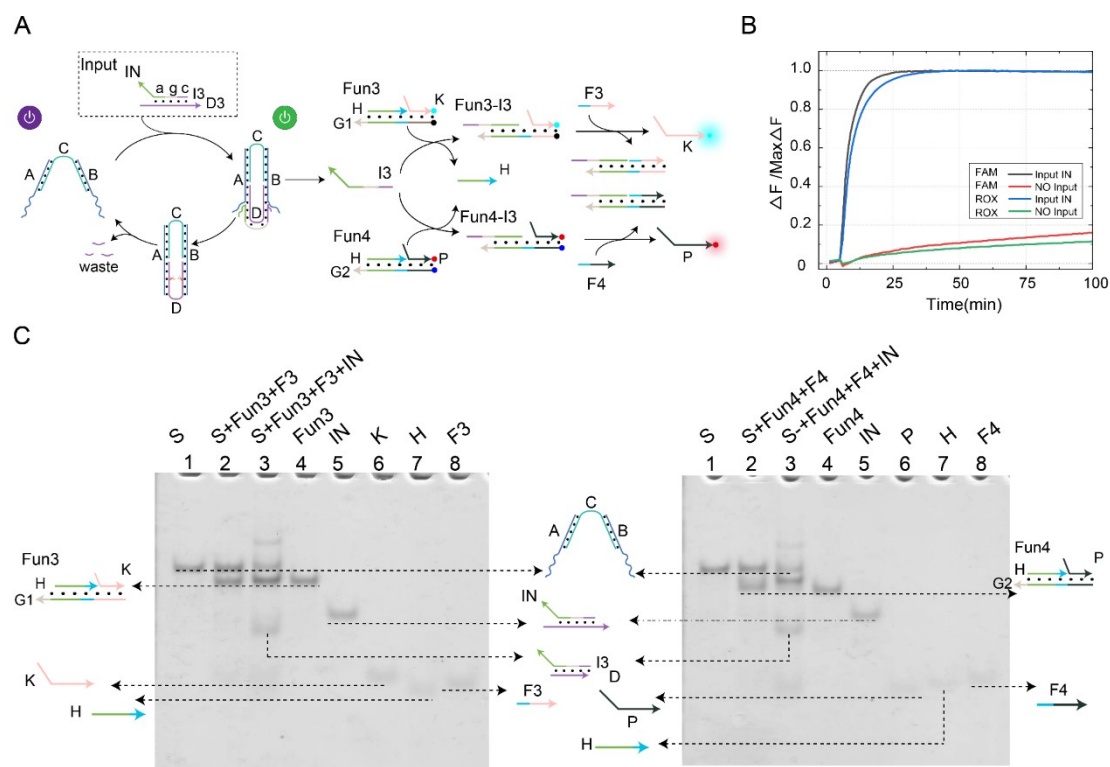 A
Input
IN
a g c
I3
D3
C
A
B
C
A
B
D
C
A
B
D
waste
Fun3
H
K
G1
Fun3-I3
F3
K
I3
H
Fun4
H
P
G2
Fun4-I3
F4
P
B
ΔF /MaxΔF
1.0
0.8
0.6
0.4
0.2
0
FAM Input IN
FAM NO Input
ROX Input IN
ROX NO Input
0 25 50 75 100
Time(min)
C
S
S+Fun3+F3
S+Fun3+F3+IN
Fun3
IN
K
H
F3
1 2 3 4 5 6 7 8
Fun3
H
K
G1
K
H
C
A
B
IN
I3
D
P
H
F3
S
S+Fun4+F4
S-+Fun4+F4+IN
Fun4
IN
P
H
F4
1 2 3 4 5 6 7 8
Fun4
H
P
G2
F4